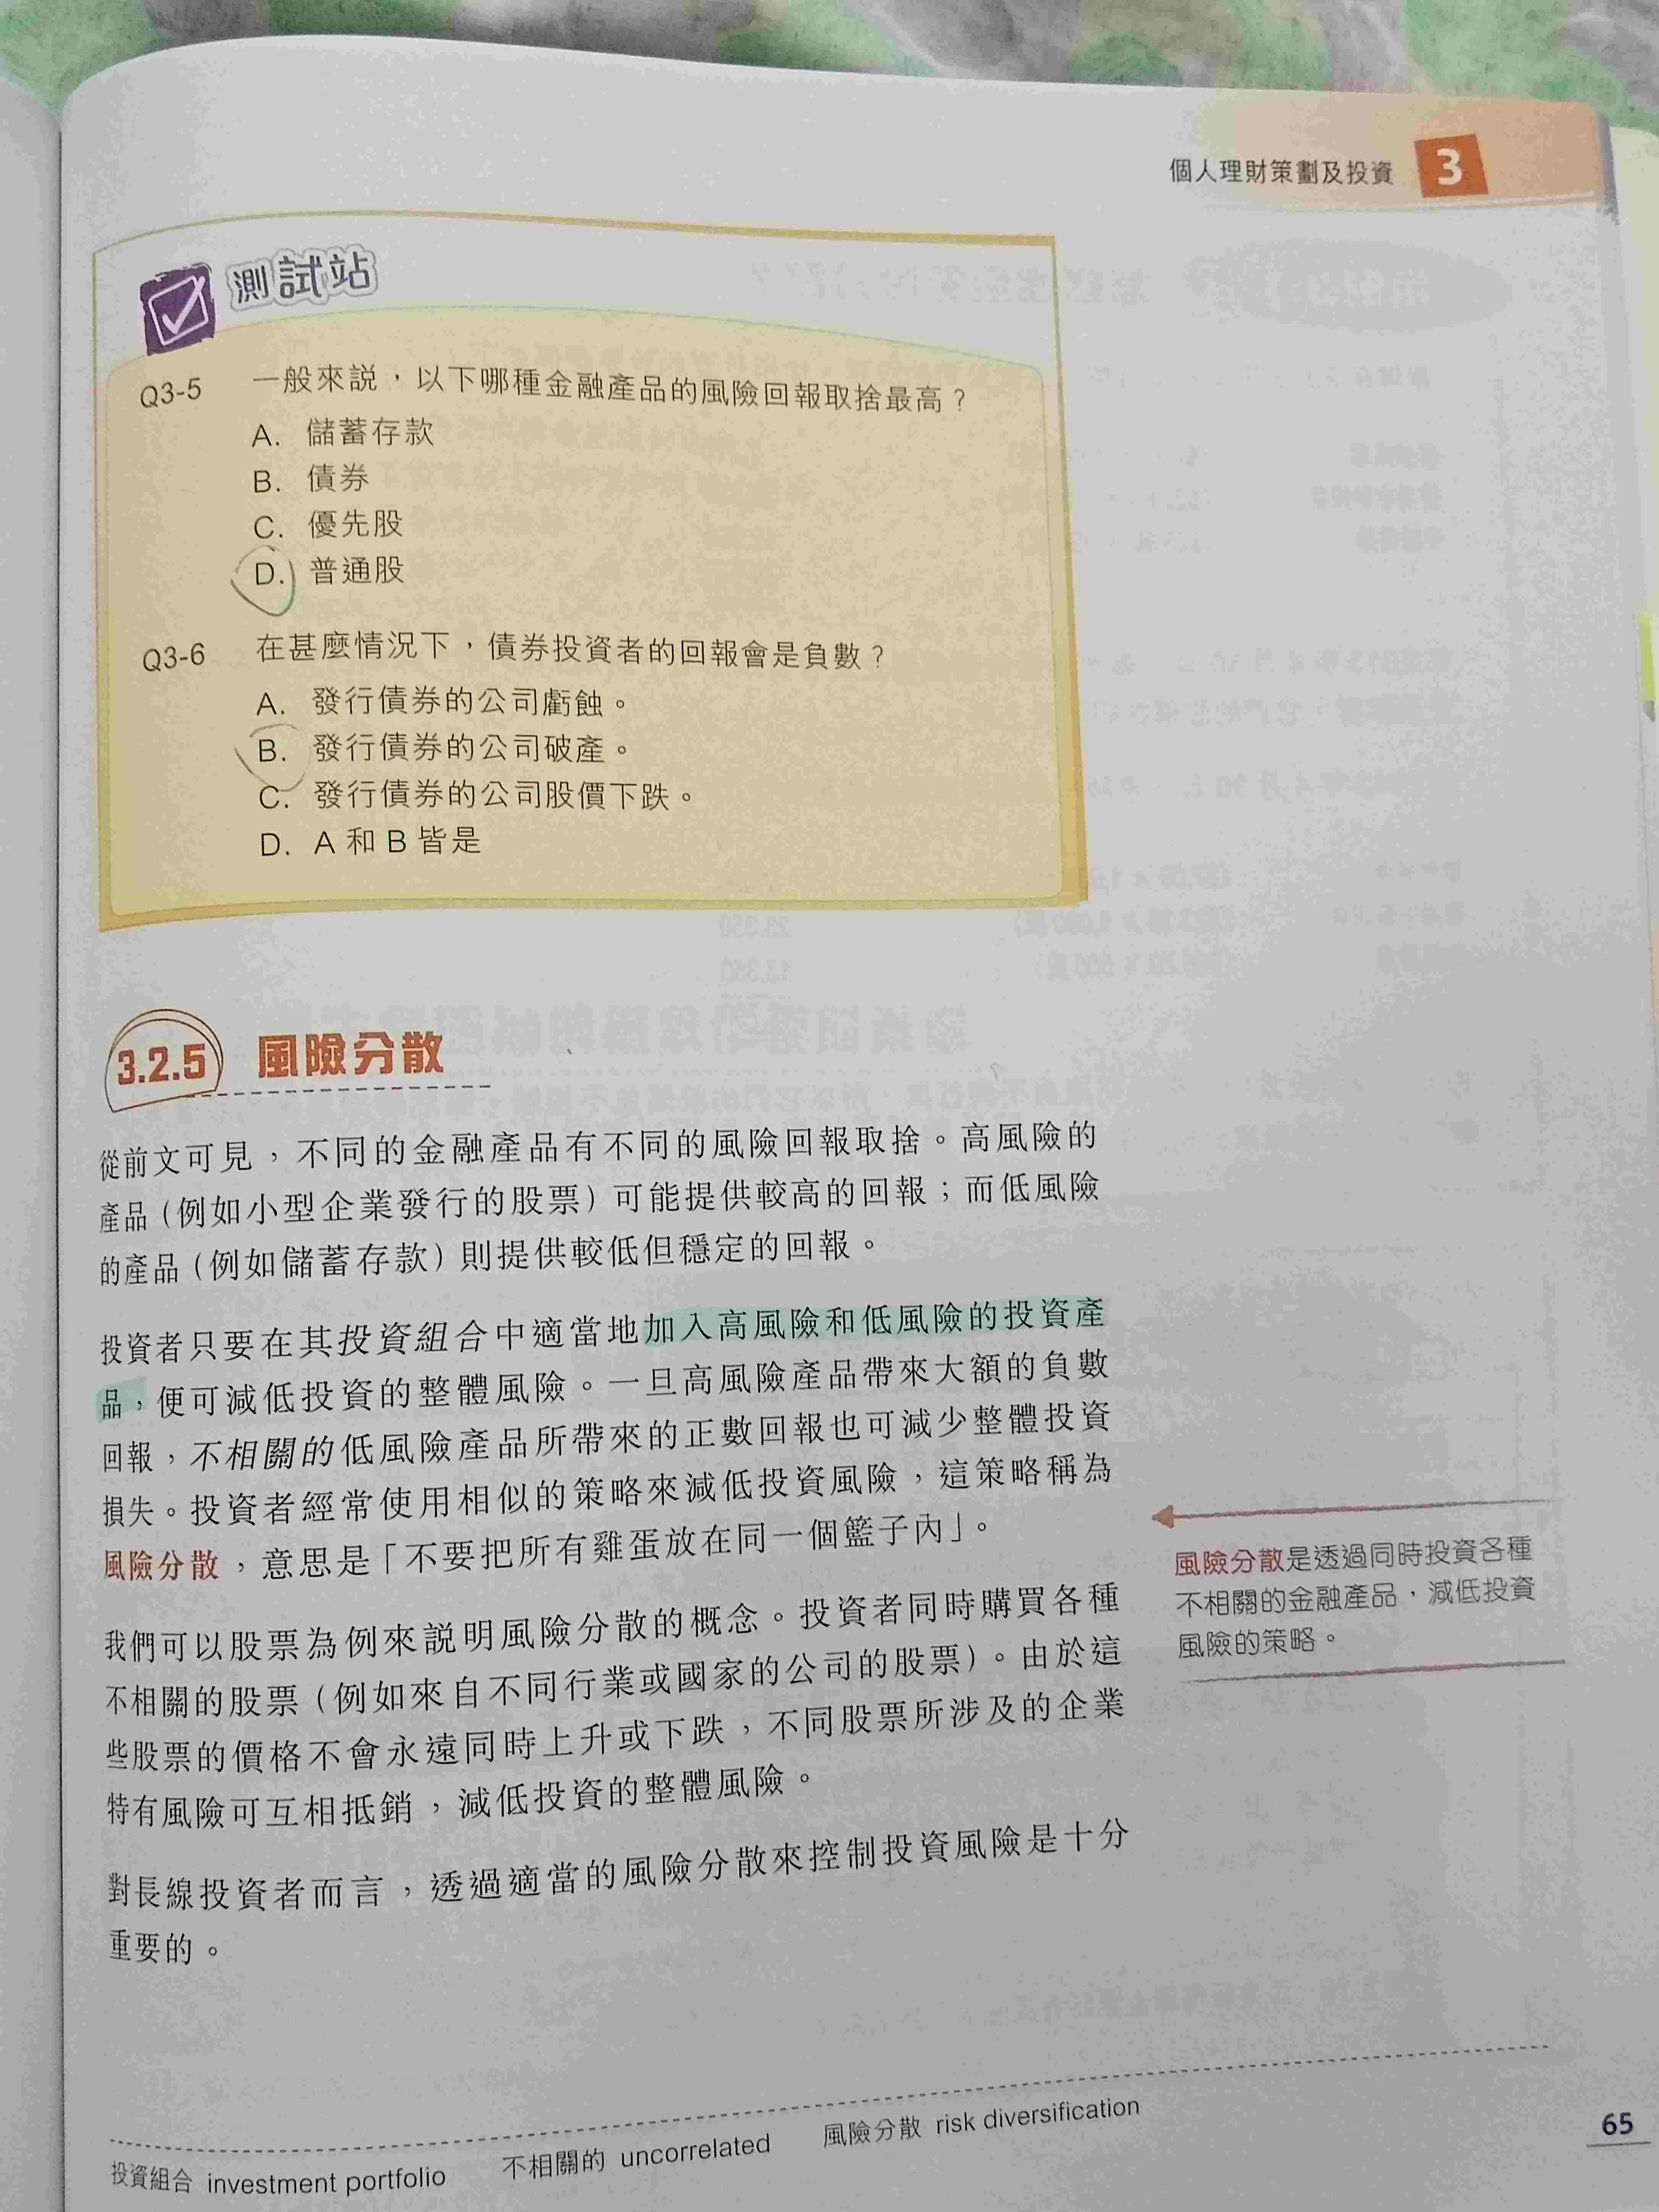 個人理財策劃及投資 3
測試站
Q3-5 一般來説，以下哪種金融產品的風險回報取捨最高？
A. 儲蓄存款
B. 債券
C. 優先股
D. 普通股
Q3-6 在甚麼情況下，債券投資者的回報會是負數？
A. 發行債券的公司虧蝕。
B. 發行債券的公司破產。
C. 發行債券的公司股價下跌。
D. A 和 B 皆是
3.2.5 風險分散
從前文可見，不同的金融產品有不同的風險回報取捨。高風險的
產品（例如小型企業發行的股票）可能提供較高的回報；而低風險
的產品（例如儲蓄存款）則提供較低但穩定的回報。
投資者只要在其投資組合中適當地加入高風險和低風險的投資產
品，便可減低投資的整體風險。一旦高風險產品帶來大額的負數
回報，不相關的低風險產品所帶來的正數回報也可減少整體投資
損失。投資者經常使用相似的策略來減低投資風險，這策略稱為
風險分散，意思是「不要把所有雞蛋放在同一個籃子內」。
風險分散是透過同時投資各種
不相關的金融產品，減低投資
風險的策略。
我們可以股票為例來説明風險分散的概念。投資者同時購買各種
不相關的股票（例如來自不同行業或國家的公司的股票）。由於這
些股票的價格不會永遠同時上升或下跌，不同股票所涉及的企業
特有風險可互相抵銷，減低投資的整體風險。
對長線投資者而言，透過適當的風險分散來控制投資風險是十分
重要的。
投資組合 investment portfolio 不相關的 uncorrelated 風險分散 risk diversification
65